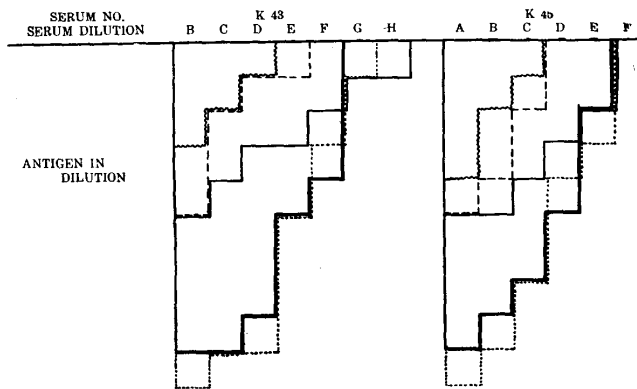 SERUM NO. K 43 K 45
SERUM DILUTION B C D E F G H A B C D E F
ANTIGEN IN
DILUTION